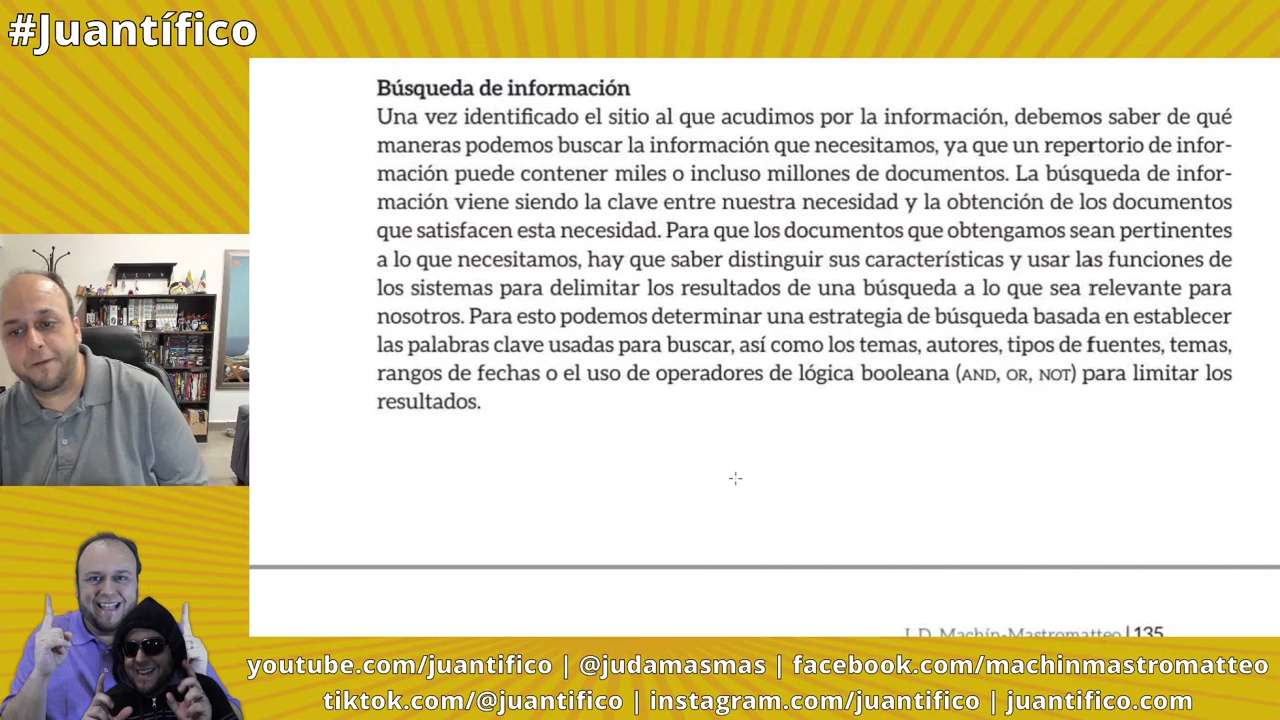 #Juantífico
Búsqueda de información
Una vez identificado el sitio al que acudimos por la información, debemos saber de qué
maneras podemos buscar la información que necesitamos, ya que un repertorio de infor-
mación puede contener miles o incluso millones de documentos. La búsqueda de infor-
mación viene siendo la clave entre nuestra necesidad y la obtención de los documentos
que satisfacen esta necesidad. Para que los documentos que obtengamos sean pertinentes
a lo que necesitamos, hay que saber distinguir sus características y usar las funciones de
los sistemas para delimitar los resultados de una búsqueda a lo que sea relevante para
nosotros. Para esto podemos determinar una estrategia de búsqueda basada en establecer
las palabras clave usadas para buscar, así como los temas, autores, tipos de fuentes, temas,
rangos de fechas o el uso de operadores de lógica booleana (AND, OR, NOT) para limitar los
resultados.
J. D. Machín-Mastromatteo | 135
youtube.com/juantifico | @judamasmas | facebook.com/machinmastromatteo
tiktok.com/@juantifico | instagram.com/juantifico | juantifico.com